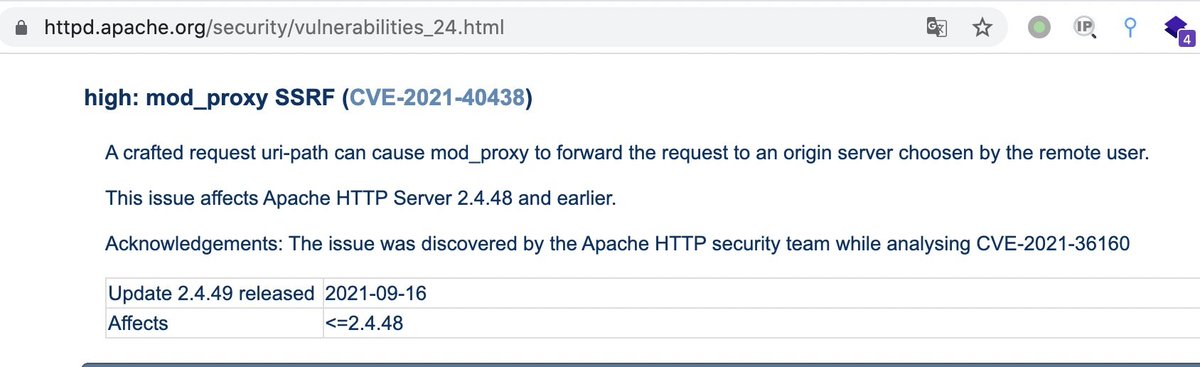 httpd.apache.org/security/vulnerabilities_24.html
IP
4
high: mod_proxy SSRF (CVE-2021-40438)
A crafted request uri-path can cause mod_proxy to forward the request to an origin server choosen by the remote user.
This issue affects Apache HTTP Server 2.4.48 and earlier.
Acknowledgements: The issue was discovered by the Apache HTTP security team while analysing CVE-2021-36160
Update 2.4.49 released 2021-09-16
Affects <=2.4.48